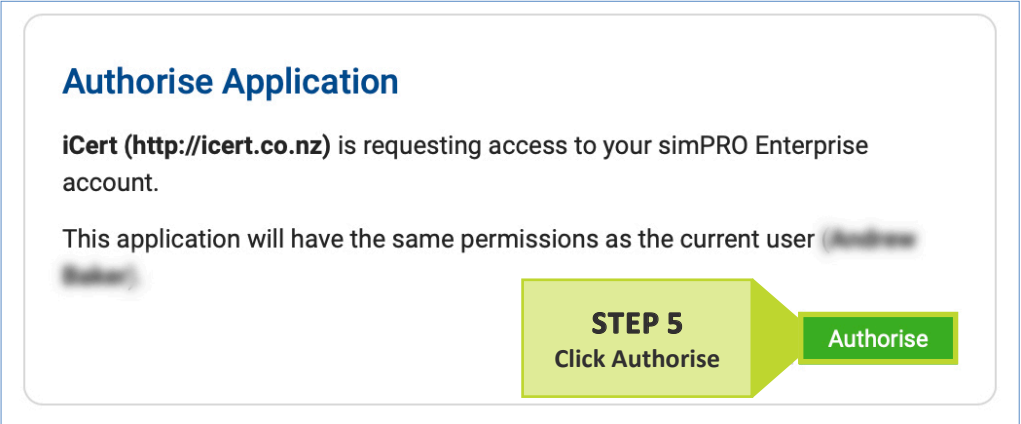 Authorise Application
iCert (http://icert.co.nz) is requesting access to your simPRO Enterprise
account.
This application will have the same permissions as the current user
STEP 5
Click Authorise
Authorise